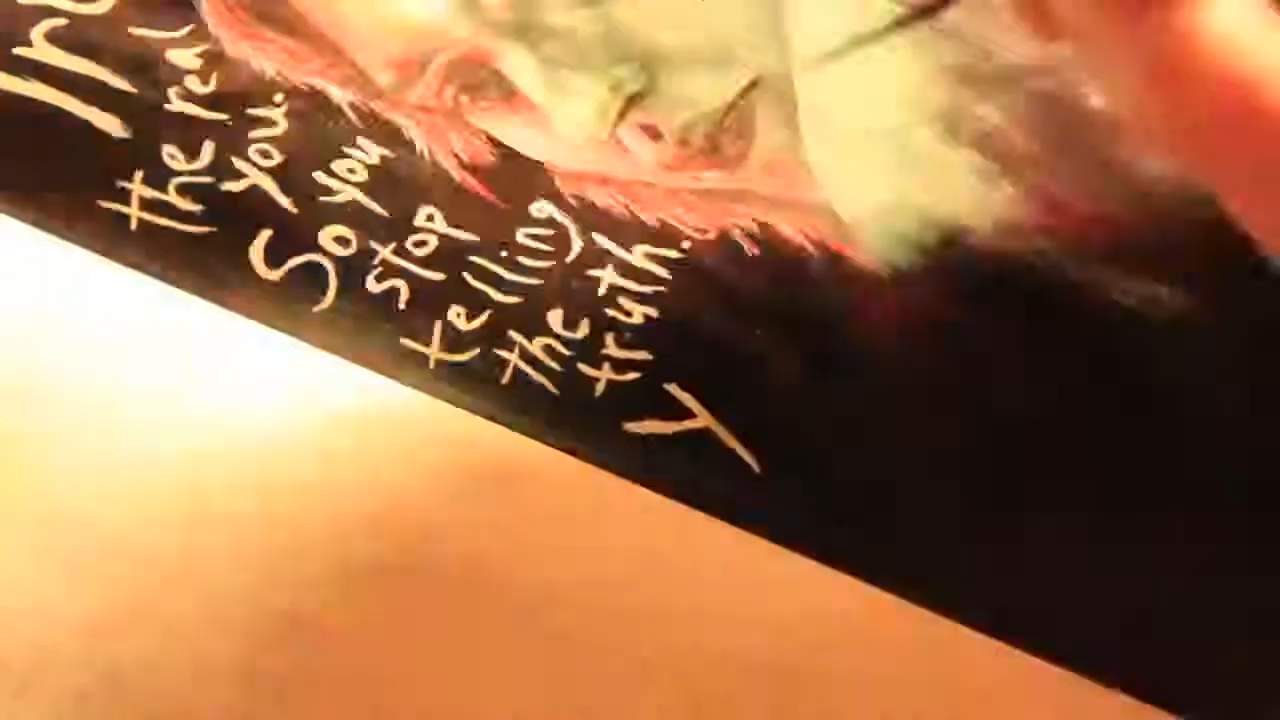 the real
you.
So you
stop
telling
the
truth.
Y